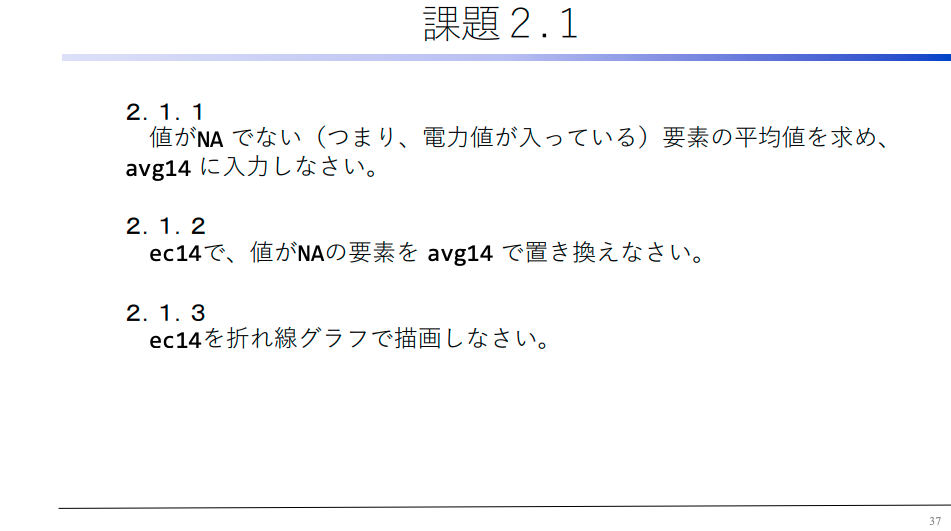 課題２.１
２．１．１
値がNA でない（つまり、電力値が入っている）要素の平均値を求め、
avg14 に入力しなさい。
２．１．２
ec14で、値がNAの要素を avg14 で置き換えなさい。
２．１．３
ec14を折れ線グラフで描画しなさい。
37